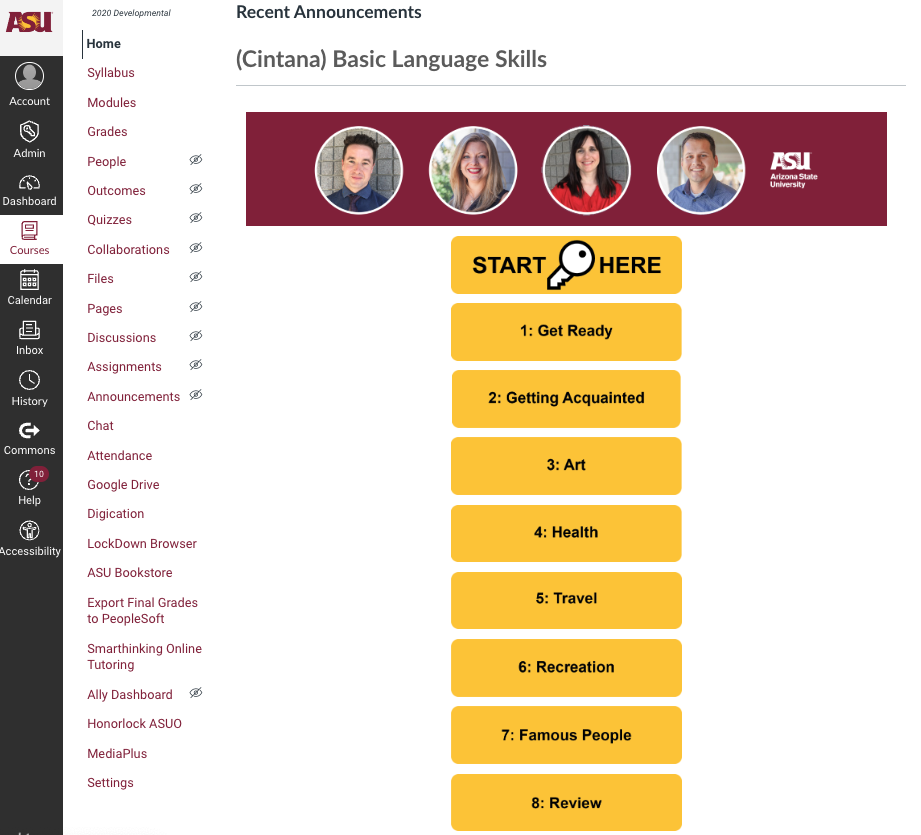 ASU
Account
Admin
Dashboard
Courses
Calendar
Inbox
History
Commons
10
Help
Accessibility
2020 Developmental
Home
Syllabus
Modules
Grades
People
Outcomes
Quizzes
Collaborations
Files
Pages
Discussions
Assignments
Announcements
Chat
Attendance
Google Drive
Digication
LockDown Browser
ASU Bookstore
Export Final Grades
to PeopleSoft
Smarthinking Online
Tutoring
Ally Dashboard
Honorlock ASUO
MediaPlus
Settings
Recent Announcements
(Cintana) Basic Language Skills
ASU
Arizona State
University
START HERE
1: Get Ready
2: Getting Acquainted
3: Art
4: Health
5: Travel
6: Recreation
7: Famous People
8: Review